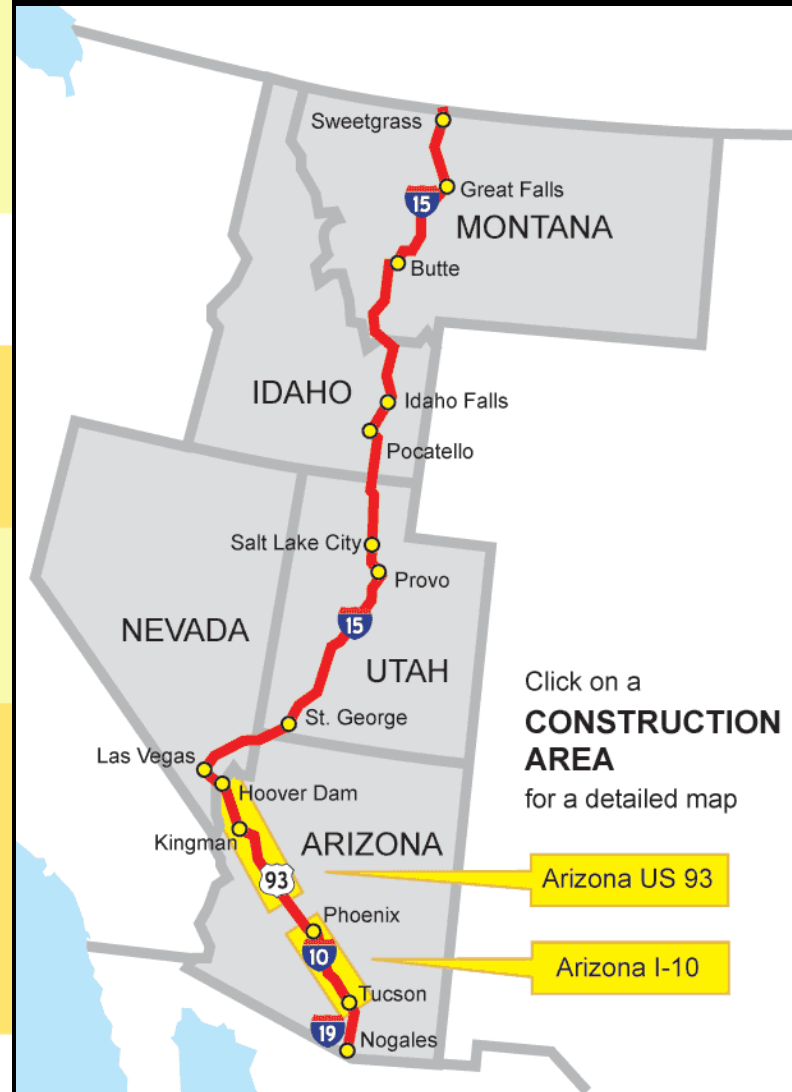 Sweetgrass
Great Falls
15
MONTANA
Butte
IDAHO
Idaho Falls
Pocatello
Salt Lake City
Provo
15
NEVADA
UTAH
Click on a
CONSTRUCTION
AREA
for a detailed map
St. George
Las Vegas
Hoover Dam
Kingman
ARIZONA
93
Arizona US 93
Phoenix
10
Arizona I-10
Tucson
19
Nogales